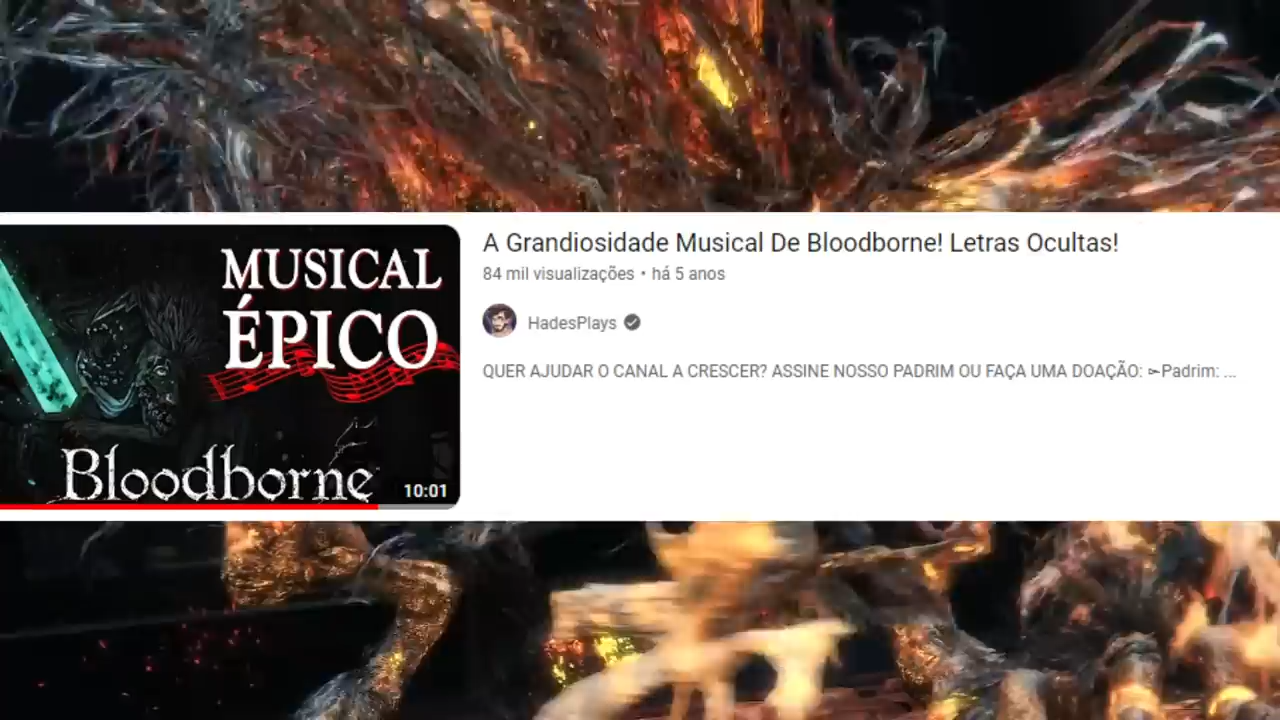 MUSICAL
ÉPICO
Bloodborne
10:01
A Grandiosidade Musical De Bloodborne! Letras Ocultas!
84 mil visualizações • há 5 anos
HadesPlays
QUER AJUDAR O CANAL A CRESCER? ASSINE NOSSO PADRIM OU FAÇA UMA DOAÇÃO: ➛Padrim: ...